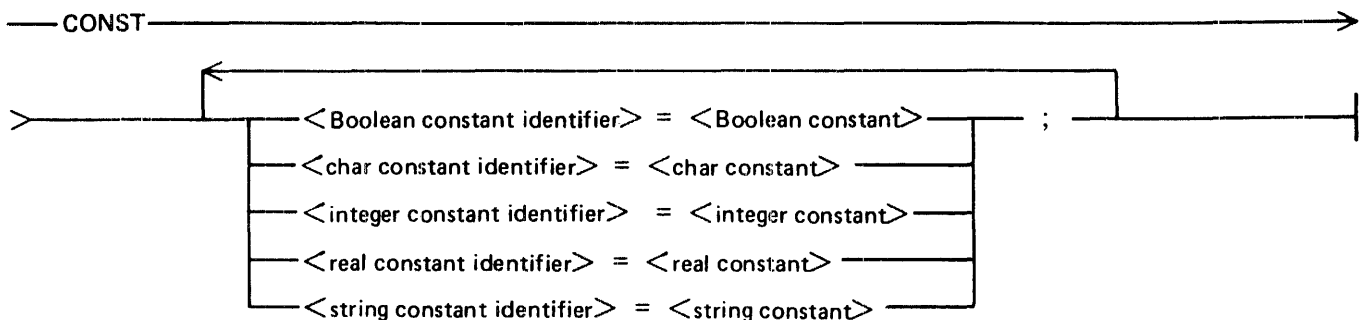 CONST
<Boolean constant identifier> = <Boolean constant> ;
<char constant identifier> = <char constant>
<integer constant identifier> = <integer constant>
<real constant identifier> = <real constant>
<string constant identifier> = <string constant>